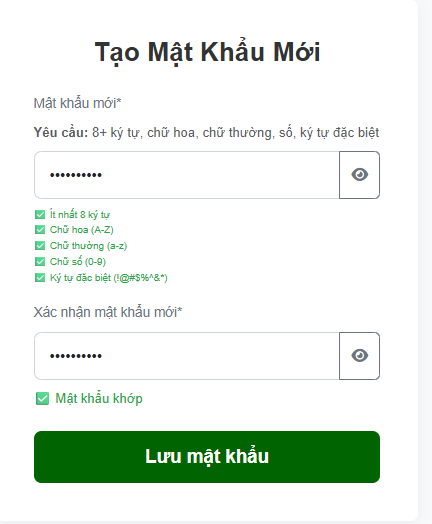 Tạo Mật Khẩu Mới
Mật khẩu mới*
Yêu cầu: 8+ ký tự, chữ hoa, chữ thường, số, ký tự đặc biệt
••••••••••
✅ Ít nhất 8 ký tự
✅ Chữ hoa (A-Z)
✅ Chữ thường (a-z)
✅ Chữ số (0-9)
✅ Ký tự đặc biệt (!@#$%^&*)
Xác nhận mật khẩu mới*
••••••••••
✅ Mật khẩu khớp
Lưu mật khẩu